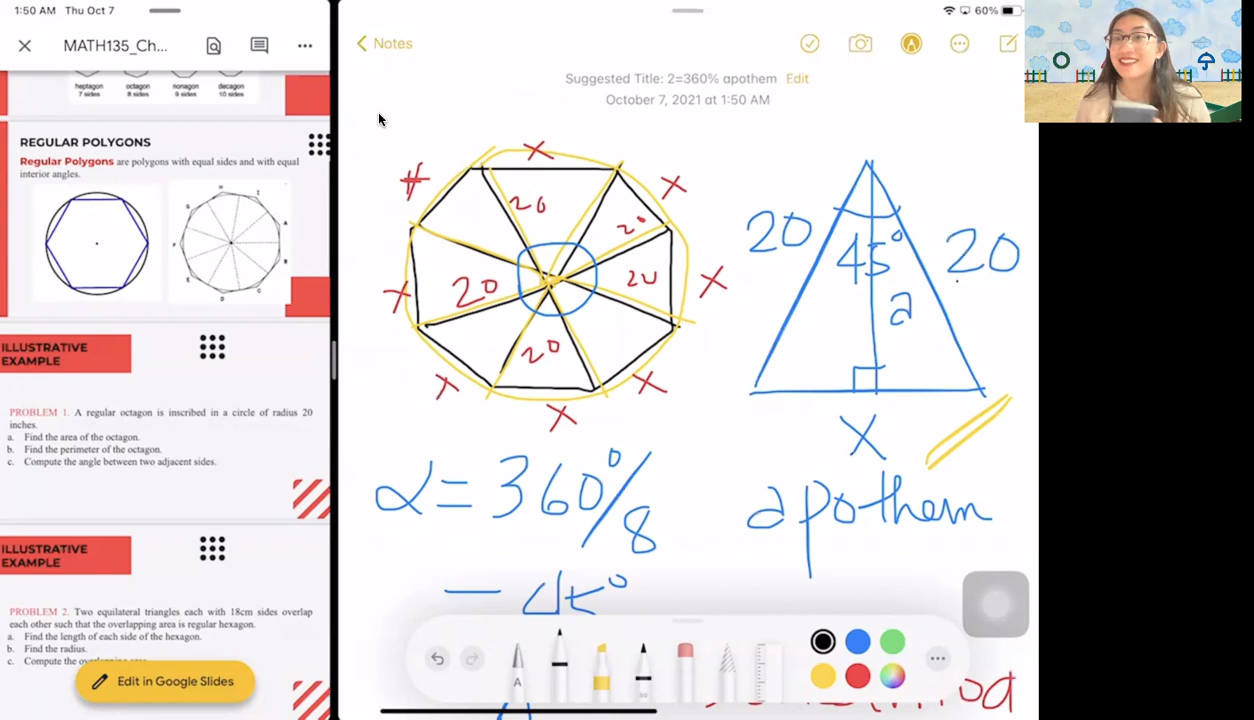 1:50 AM Thu Oct 7
60%
MATH135_Ch...
heptagon
7 sides
octagon
8 sides
nonagon
9 sides
decagon
10 sides
REGULAR POLYGONS
Regular Polygons are polygons with equal sides and with equal
interior angles.
ILLUSTRATIVE
EXAMPLE
PROBLEM 1. A regular octagon is inscribed in a circle of radius 20
inches.
a. Find the area of the octagon.
b. Find the perimeter of the octagon.
c. Compute the angle between two adjacent sides.
ILLUSTRATIVE
EXAMPLE
PROBLEM 2. Two equilateral triangles each with 18cm sides overlap
each other such that the overlapping area is regular hexagon.
a. Find the length of each side of the hexagon.
b. Find the radius.
c. Compute the
Edit in Google Slides
Notes
Suggested Title: 2=360% apothem Edit
October 7, 2021 at 1:50 AM
x
x
x
x
x
x
x
20
20
20
20
20
20
45°
20
a
x
α = 360°/8
apothem
A